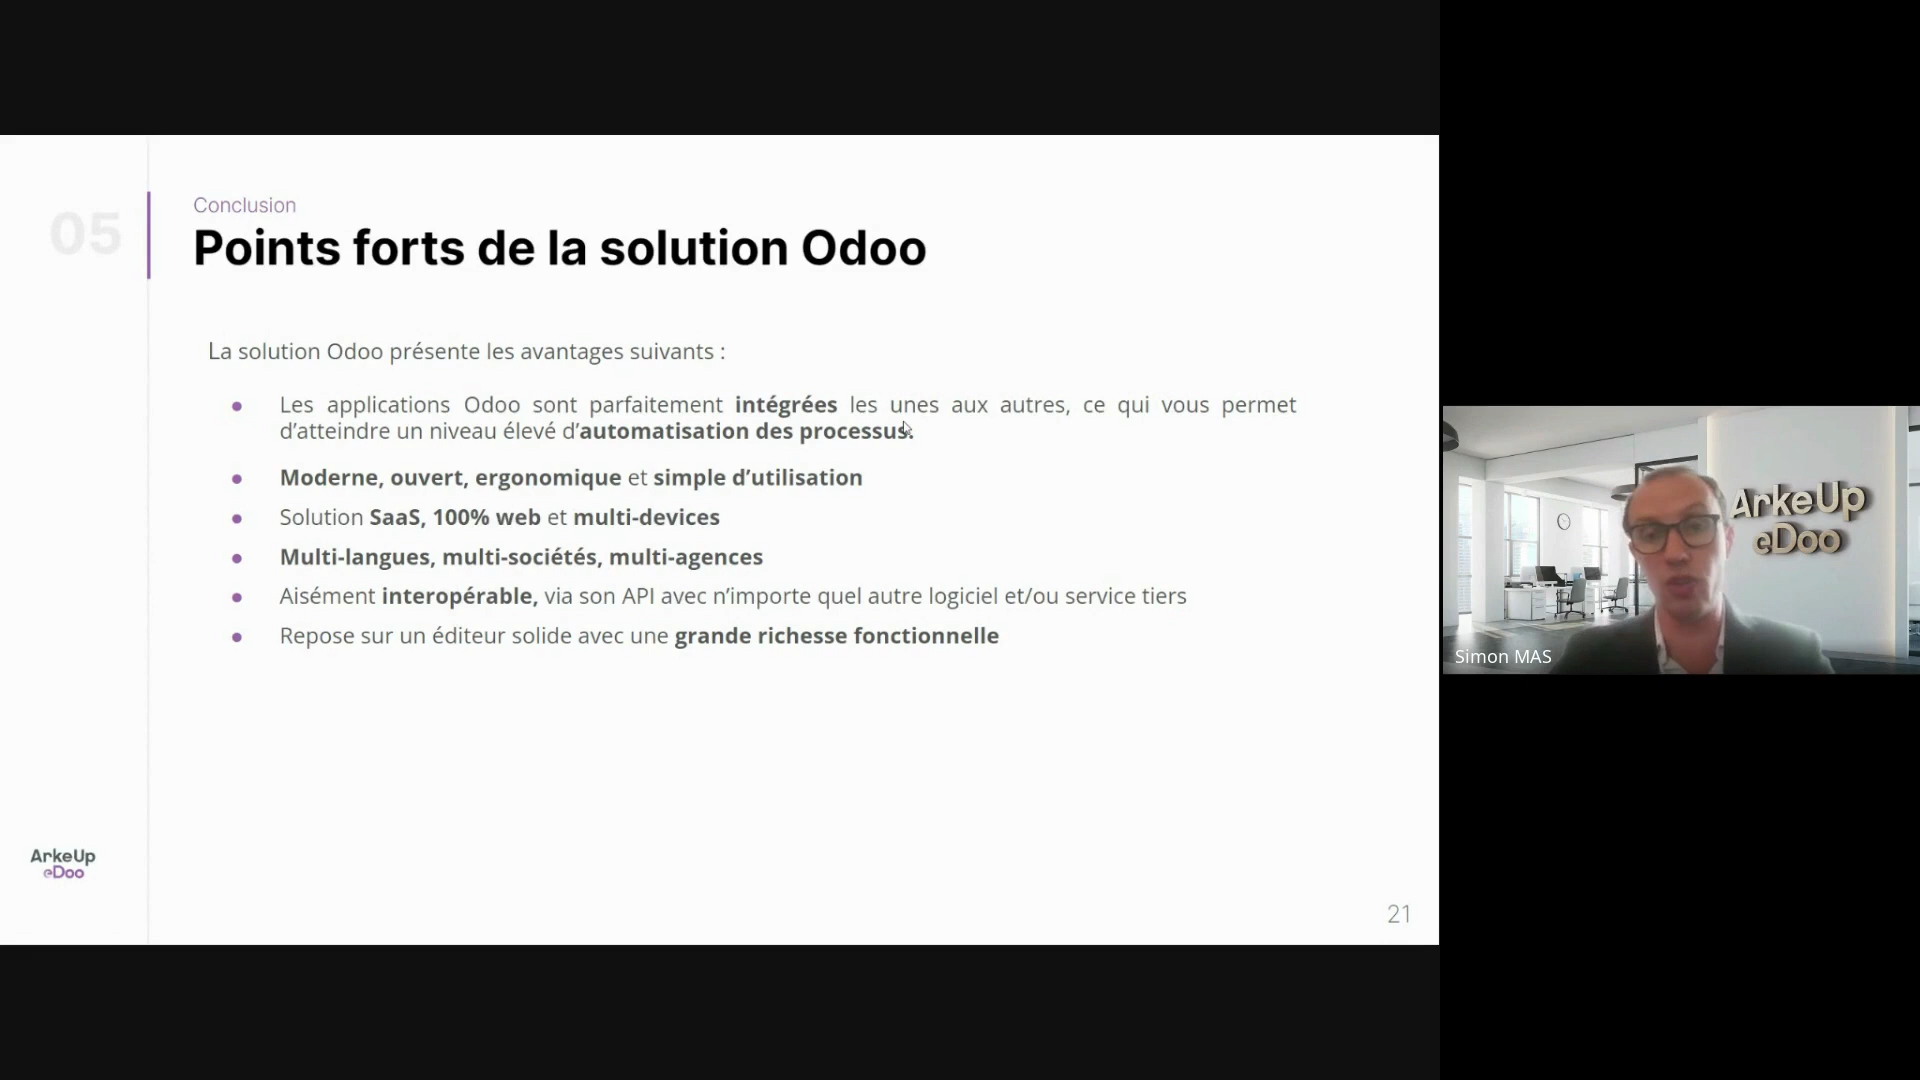 05
Conclusion
Points forts de la solution Odoo
La solution Odoo présente les avantages suivants :
● Les applications Odoo sont parfaitement intégrées les unes aux autres, ce qui vous permet
d’atteindre un niveau élevé d’automatisation des processus.
● Moderne, ouvert, ergonomique et simple d’utilisation
● Solution SaaS, 100% web et multi-devices
● Multi-langues, multi-sociétés, multi-agences
● Aisément interopérable, via son API avec n’importe quel autre logiciel et/ou service tiers
● Repose sur un éditeur solide avec une grande richesse fonctionnelle
ArkeUp
eDoo
21
ArkeUp
eDoo
Simon MAS